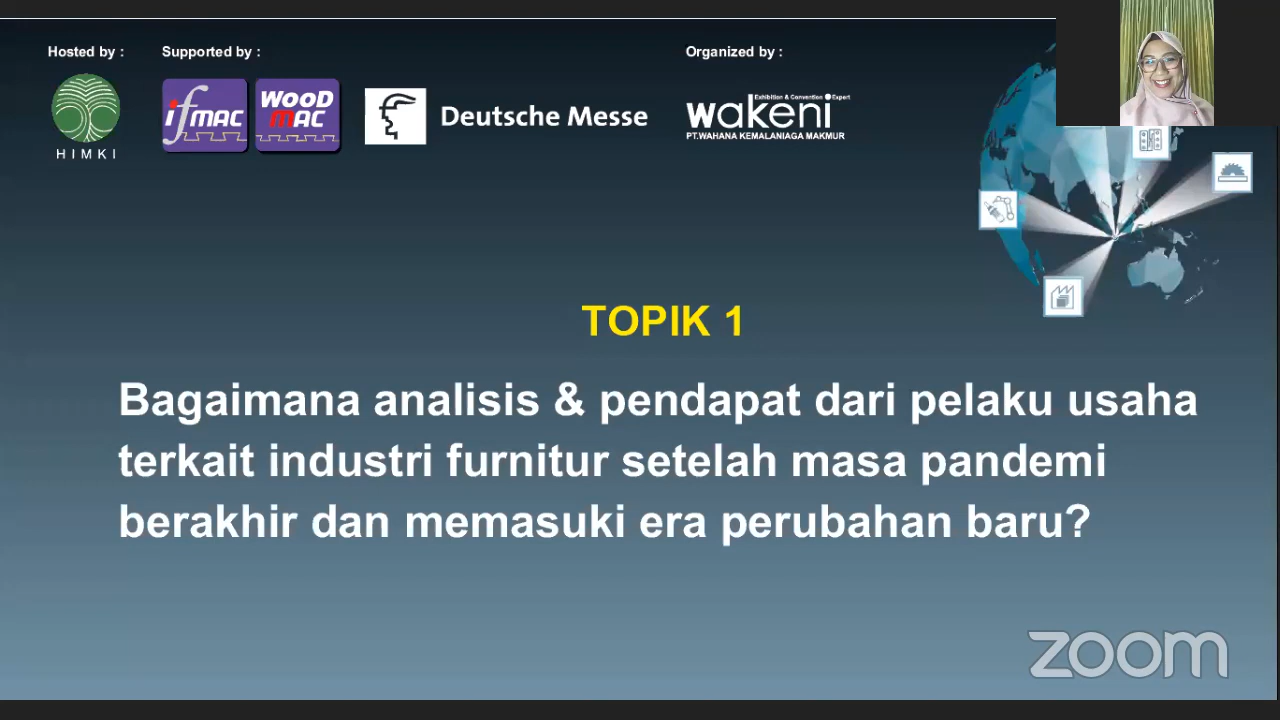 Hosted by :
Supported by :
Organized by :
HIMKI
ifmac
WOOD MAC
Deutsche Messe
Exhibition & Convention Expert
wakeni
PT.WAHANA KEMALANIAGA MAKMUR
TOPIK 1
Bagaimana analisis & pendapat dari pelaku usaha
terkait industri furnitur setelah masa pandemi
berakhir dan memasuki era perubahan baru?
zoom